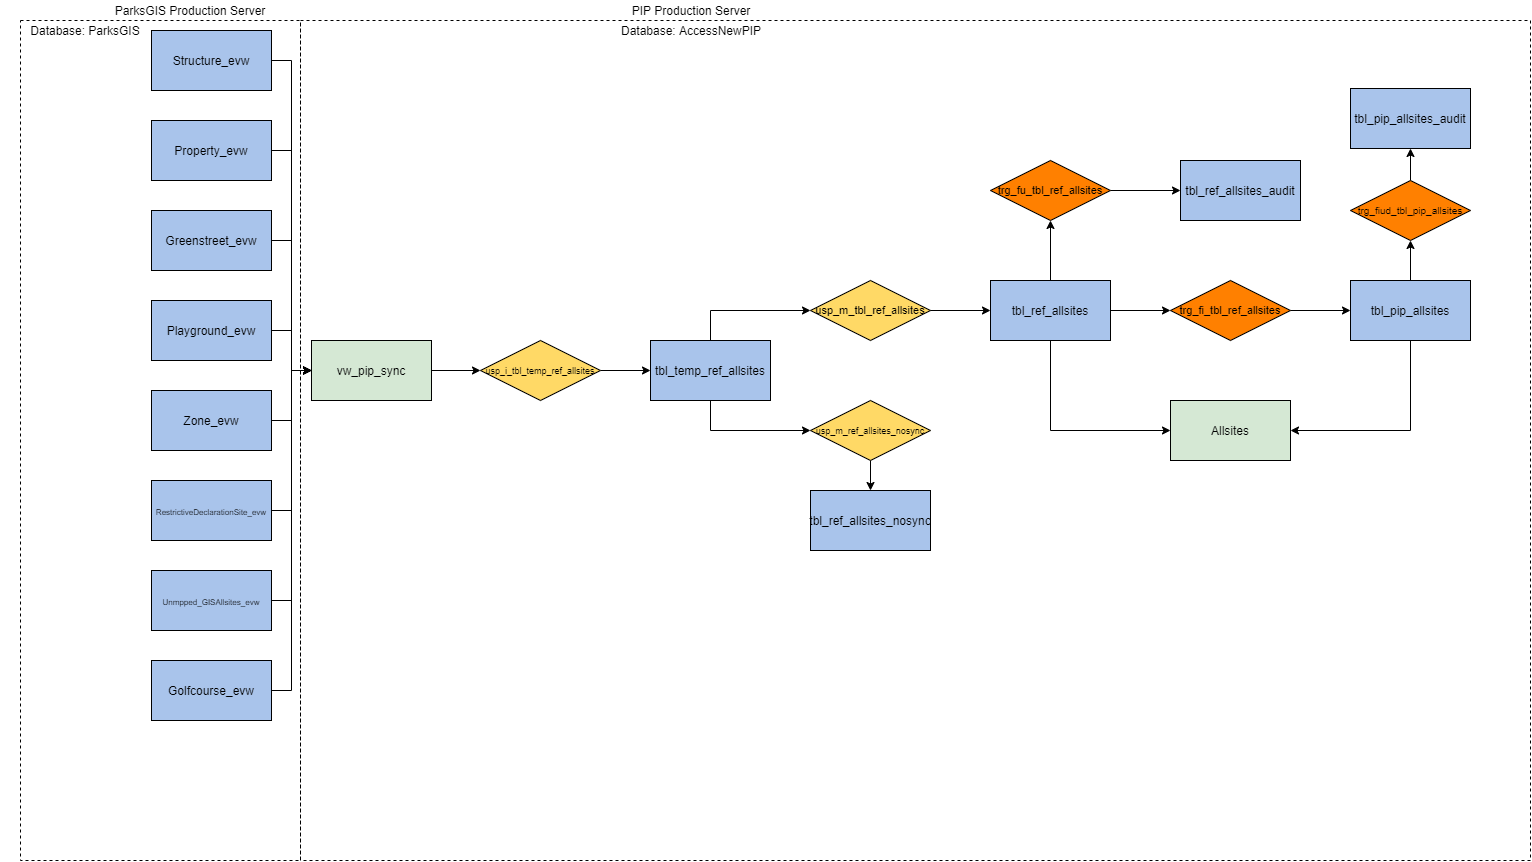 ParksGIS Production Server
PIP Production Server
Database: ParksGIS
Database: AccessNewPIP
Structure_evw
Property_evw
Greenstreet_evw
Playground_evw
Zone_evw
RestrictiveDeclarationSite_evw
Unmpped_GISAllsites_evw
Golfcourse_evw
vw_pip_sync
usp_i_tbl_temp_ref_allsites
tbl_temp_ref_allsites
usp_m_tbl_ref_allsites
usp_m_ref_allsites_nosync
tbl_ref_allsites_nosync
trg_fu_tbl_ref_allsites
tbl_ref_allsites_audit
tbl_ref_allsites
trg_fi_tbl_ref_allsites
Allsites
tbl_pip_allsites_audit
trg_fiud_tbl_pip_allsites
tbl_pip_allsites